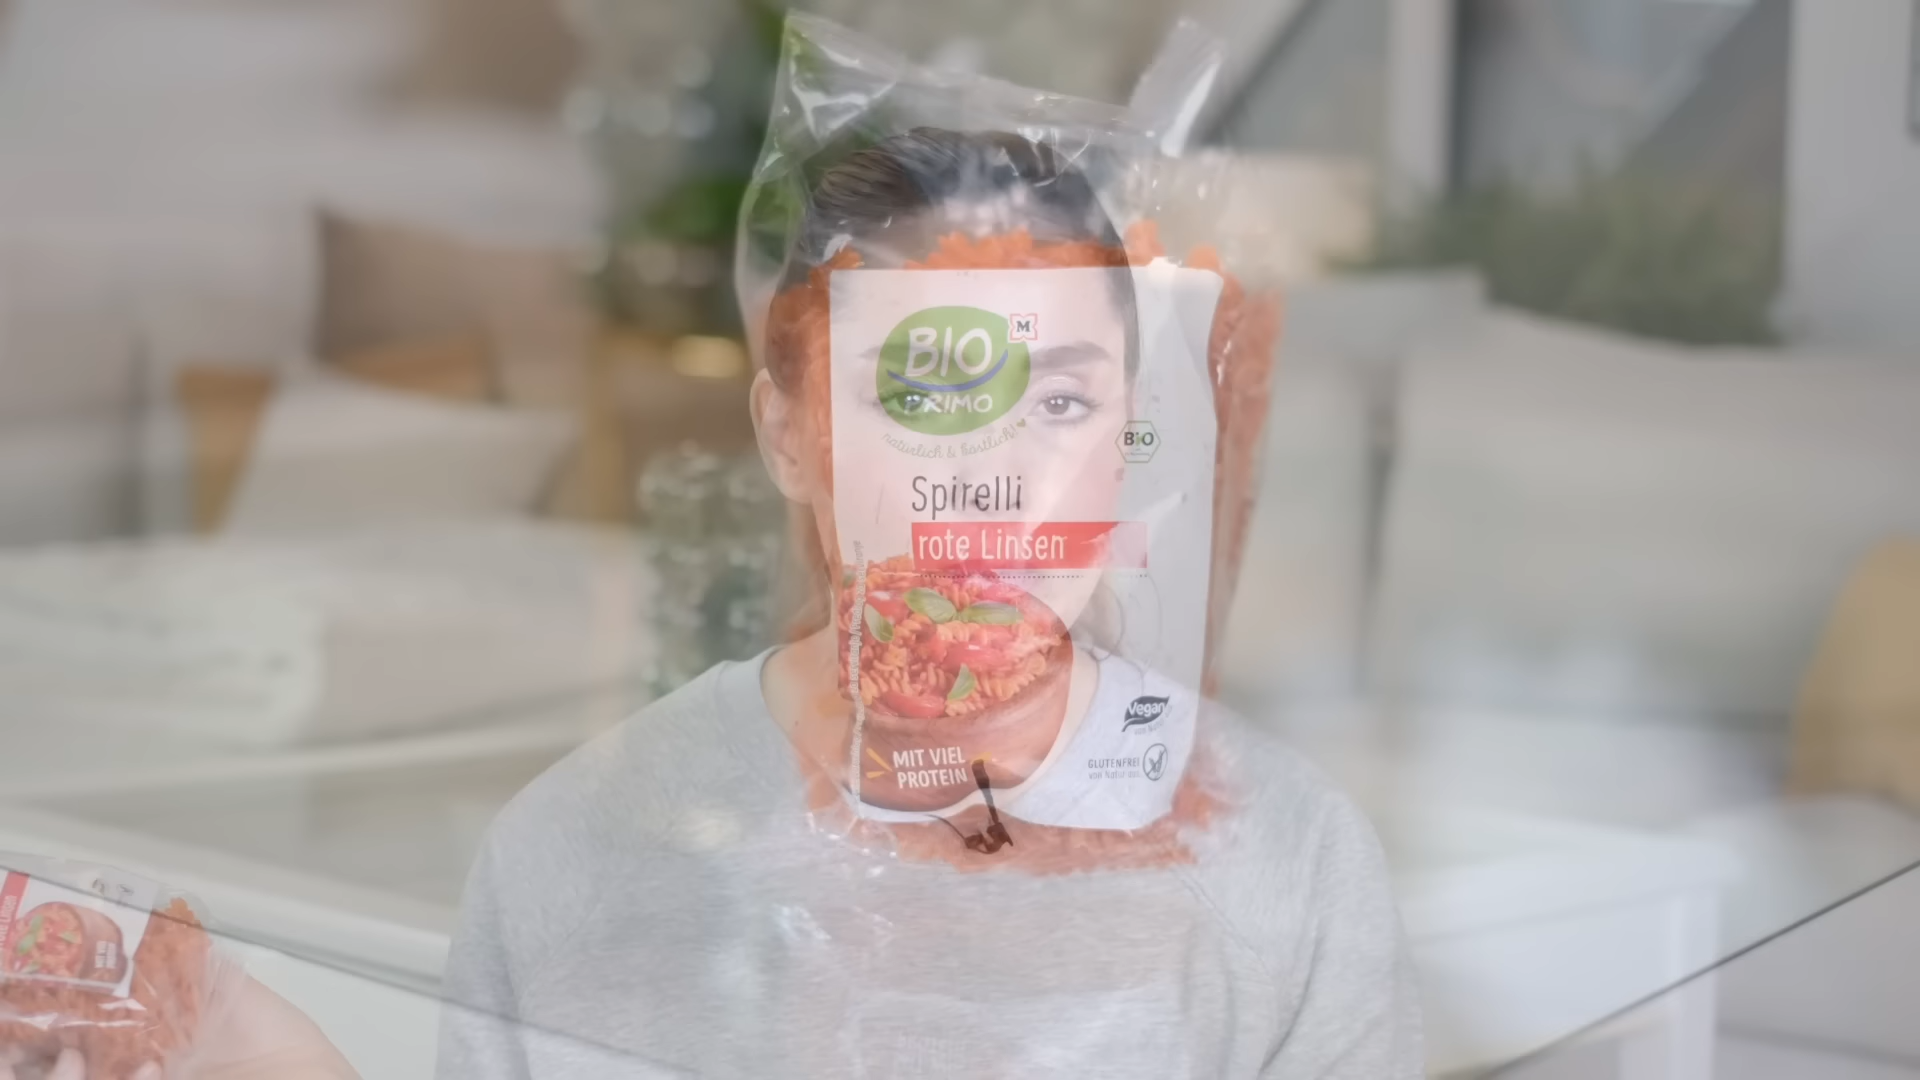 BIO
M
PRIMO
natürlich & köstlich!
BIO
Spirelli
rote Linsen
Vegan
MIT VIEL
PROTEIN
GLUTENFREI
von Natur aus